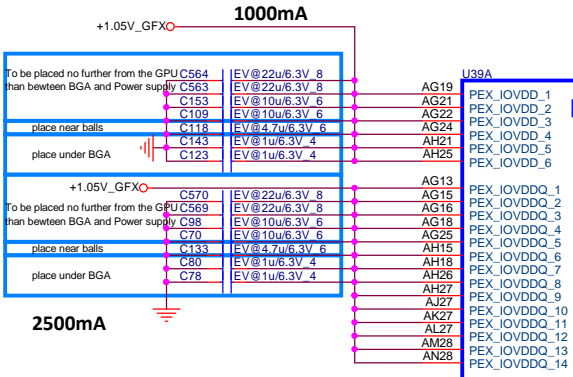 1000mA
+1.05V_GFX
U39A
To be placed no further from the GPU C564 EV@22u/6.3V_8
than bewteen BGA and Power supply C563 EV@22u/6.3V_8
C153 EV@10u/6.3V_6
C109 EV@10u/6.3V_6
place near balls C118 EV@4.7u/6.3V_6
C143 EV@1u/6.3V_4
place under BGA C123 EV@1u/6.3V_4
AG19 PEX_IOVDD_1
AG21 PEX_IOVDD_2
AG22 PEX_IOVDD_3
AG24 PEX_IOVDD_4
AH21 PEX_IOVDD_5
AH25 PEX_IOVDD_6
+1.05V_GFX
C570 EV@22u/6.3V_8
To be placed no further from the GPU C569 EV@22u/6.3V_8
than bewteen BGA and Power supply C98 EV@10u/6.3V_6
C70 EV@10u/6.3V_6
place near balls C133 EV@4.7u/6.3V_6
C80 EV@1u/6.3V_4
place under BGA C78 EV@1u/6.3V_4
AG13 PEX_IOVDDQ_1
AG15 PEX_IOVDDQ_2
AG16 PEX_IOVDDQ_3
AG18 PEX_IOVDDQ_4
AG25 PEX_IOVDDQ_5
AH15 PEX_IOVDDQ_6
AH18 PEX_IOVDDQ_7
AH26 PEX_IOVDDQ_8
AH27 PEX_IOVDDQ_9
AJ27 PEX_IOVDDQ_10
AK27 PEX_IOVDDQ_11
AL27 PEX_IOVDDQ_12
AM28 PEX_IOVDDQ_13
AN28 PEX_IOVDDQ_14
2500mA